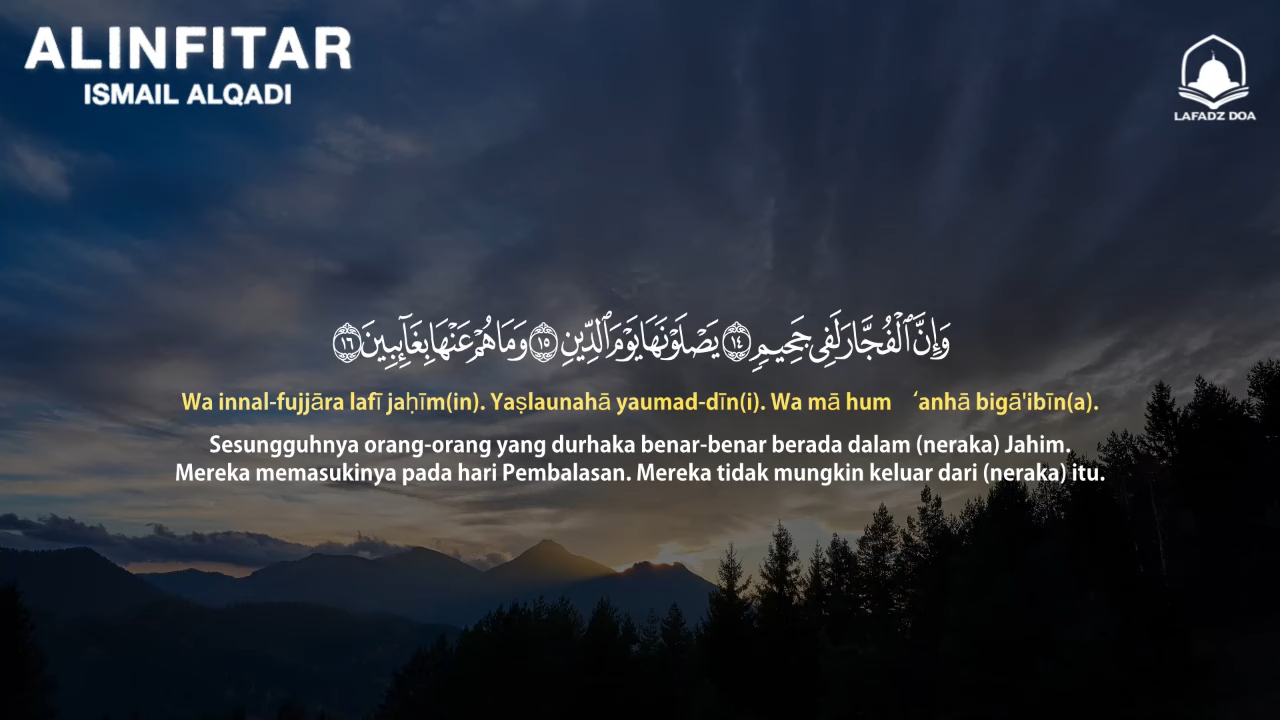 ALINFITAR
ISMAIL ALQADI
LAFADZ DOA
وَإِنَّ ٱلْفُجَّارَ لَفِى جَحِيمٍ ١٤ يَصْلَوْنَهَا يَوْمَ ٱلدِّينِ ١٥ وَمَا هُمْ عَنْهَا بِغَآئِبِينَ ١٦
Wa innal-fujjāra lafī jaḥīm(in). Yaṣlaunahā yaumad-dīn(i). Wa mā hum ‘anhā bigā'ibīn(a).
Sesungguhnya orang-orang yang durhaka benar-benar berada dalam (neraka) Jahim.
Mereka memasukinya pada hari Pembalasan. Mereka tidak mungkin keluar dari (neraka) itu.